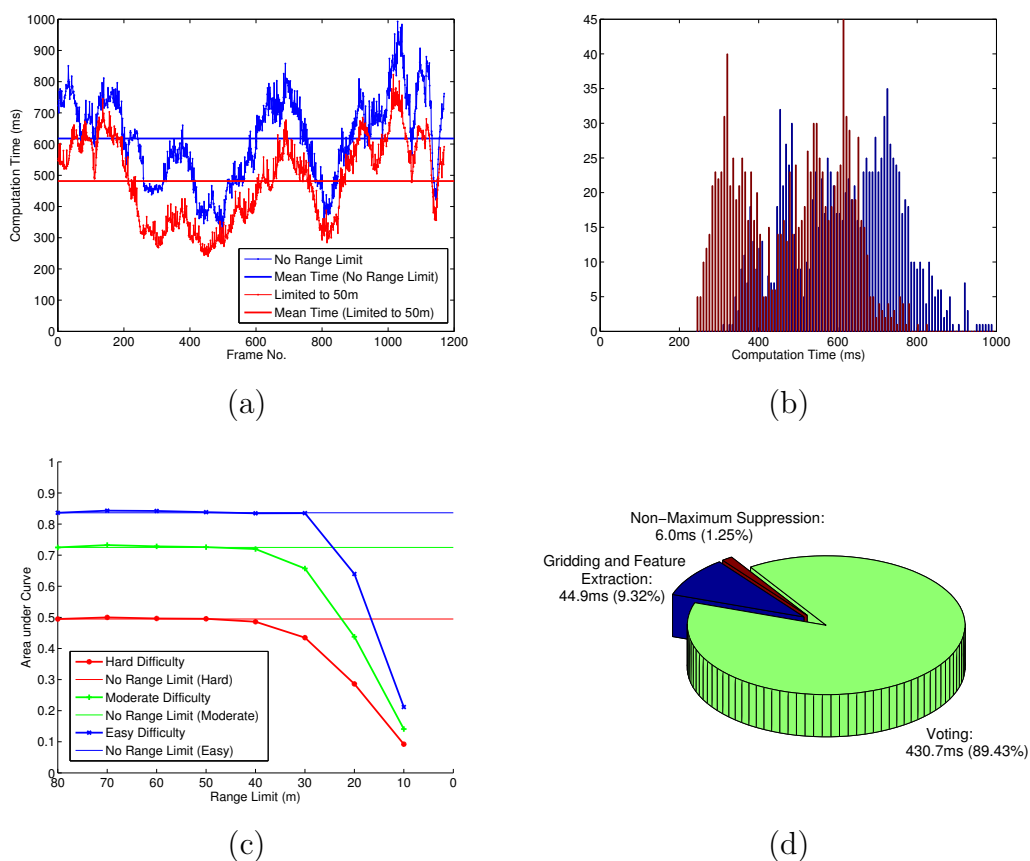 1000
900
800
700
600
500
400
300
200
100
0
Computation Time (ms)
0 200 400 600 800 1000 1200
Frame No.
No Range Limit
Mean Time (No Range Limit)
Limited to 50m
Mean Time (Limited to 50m)
(a)
45
40
35
30
25
20
15
10
5
0
0 200 400 600 800 1000
Computation Time (ms)
(b)
1
0.9
0.8
0.7
0.6
0.5
0.4
0.3
0.2
0.1
0
Area under Curve
80 70 60 50 40 30 20 10 0
Range Limit (m)
Hard Difficulty
No Range Limit (Hard)
Moderate Difficulty
No Range Limit (Moderate)
Easy Difficulty
No Range Limit (Easy)
(c)
Non−Maximum Suppression:
6.0ms (1.25%)
Gridding and Feature
Extraction:
44.9ms (9.32%)
Voting:
430.7ms (89.43%)
(d)